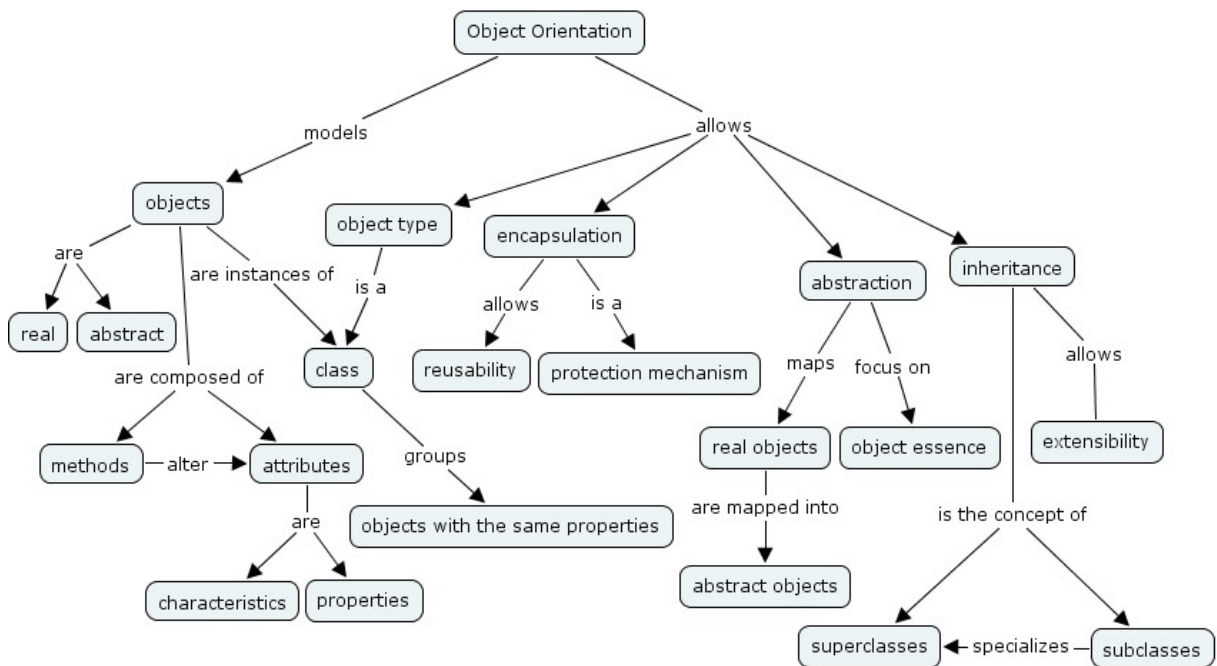 Object Orientation
models
allows
objects
object type
encapsulation
abstraction
inheritance
are
are instances of
is a
allows
is a
real
abstract
class
reusability
protection mechanism
maps
focus on
allows
are composed of
methods
alter
attributes
groups
real objects
object essence
extensibility
are
objects with the same properties
are mapped into
is the concept of
characteristics
properties
abstract objects
superclasses
specializes
subclasses